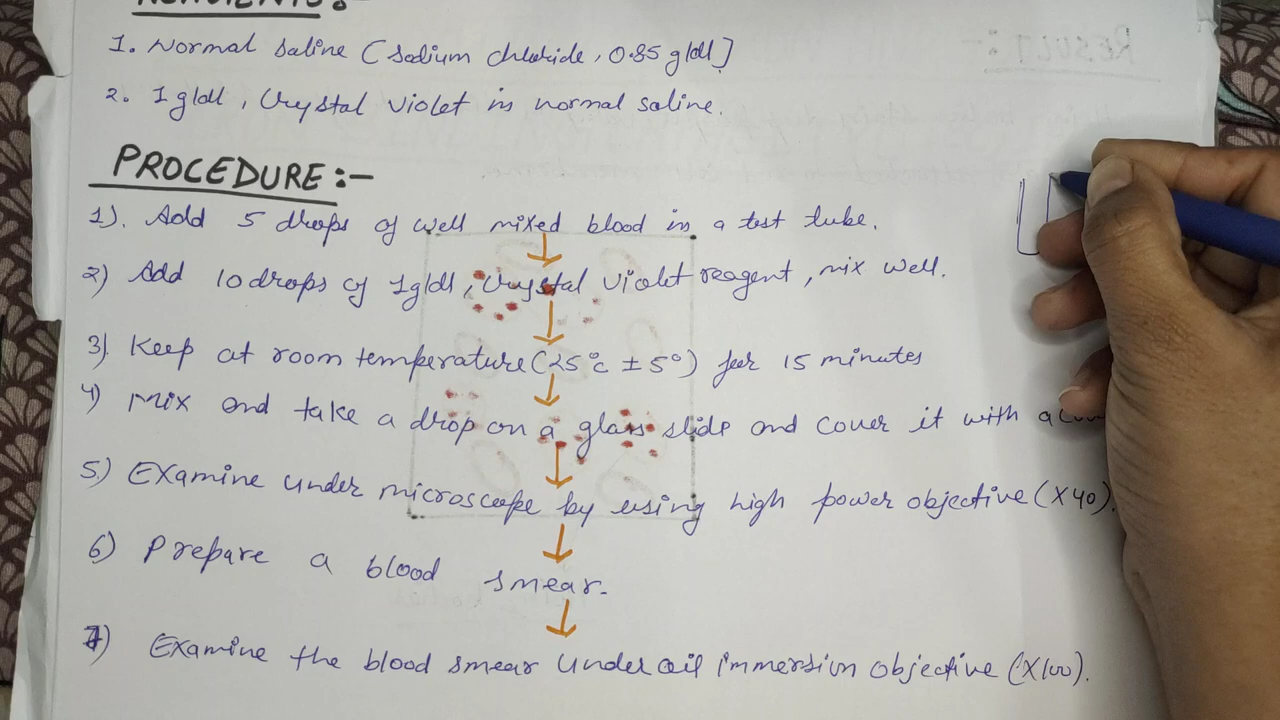 REAGENTS:-
1. Normal Saline (Sodium chloride, 0.85 g/dl]
2. 1 g/dl, Crystal Violet in normal saline.
RESULT:-
PROCEDURE:-
1). Add 5 drops of well mixed blood in a test tube.
2) Add 10 drops of 1g/dl, Crystal Violet reagent, mix well.
3) Keep at room temperature (25°c ± 5°) for 15 minutes
4) Mix and take a drop on a glass slide and cover it with a
5.) Examine under microscope by using high power objective (X40).
6) Prepare a blood smear.
7) Examine the blood smear under oil immersion objective (X100).